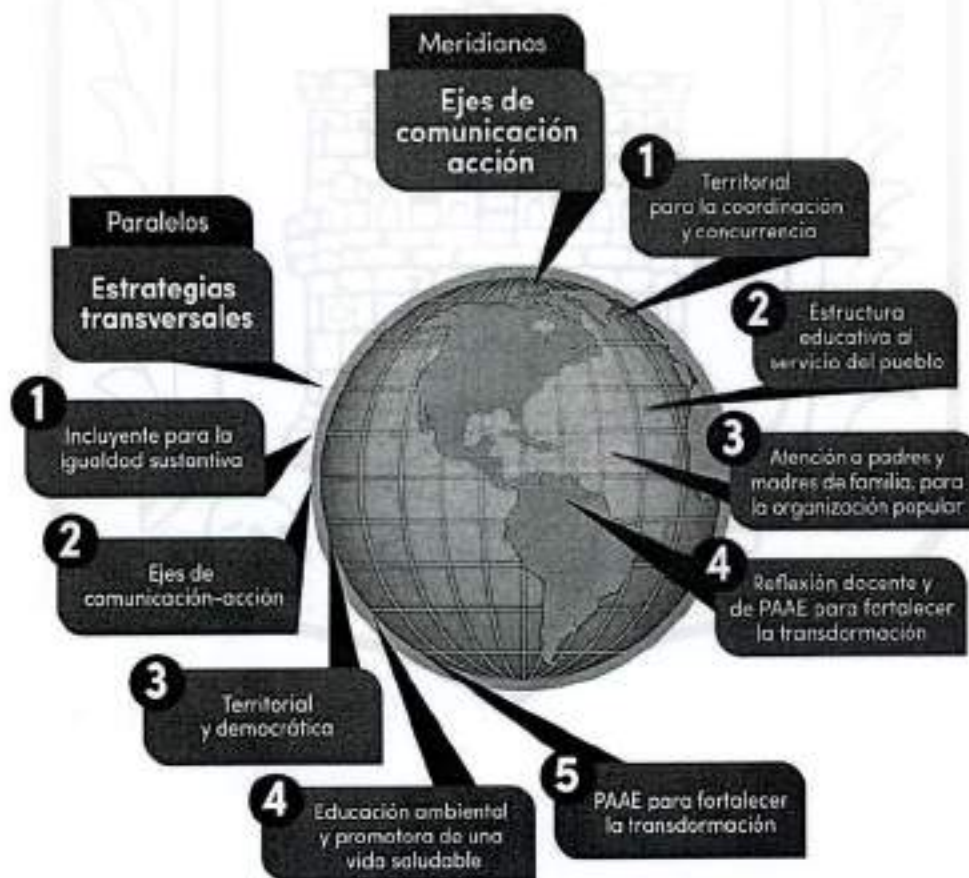 Meridianos
Ejes de
comunicación
acción
1
Territorial
para la coordinación
y concurrencia
2
Estructura
educativa al
servicio del pueblo
3
Atención a padres y
madres de familia, para
la organización popular
4
Reflexión docente y
de PAAE para fortalecer
la transdormación
Paralelos
Estrategias
transversales
1
Incluyente para la
igualdad sustantiva
2
Ejes de
comunicación-acción
3
Territorial
y democrática
4
Educación ambiental
y promotora de una
vida saludable
5
PAAE para fortalecer
la transdormación